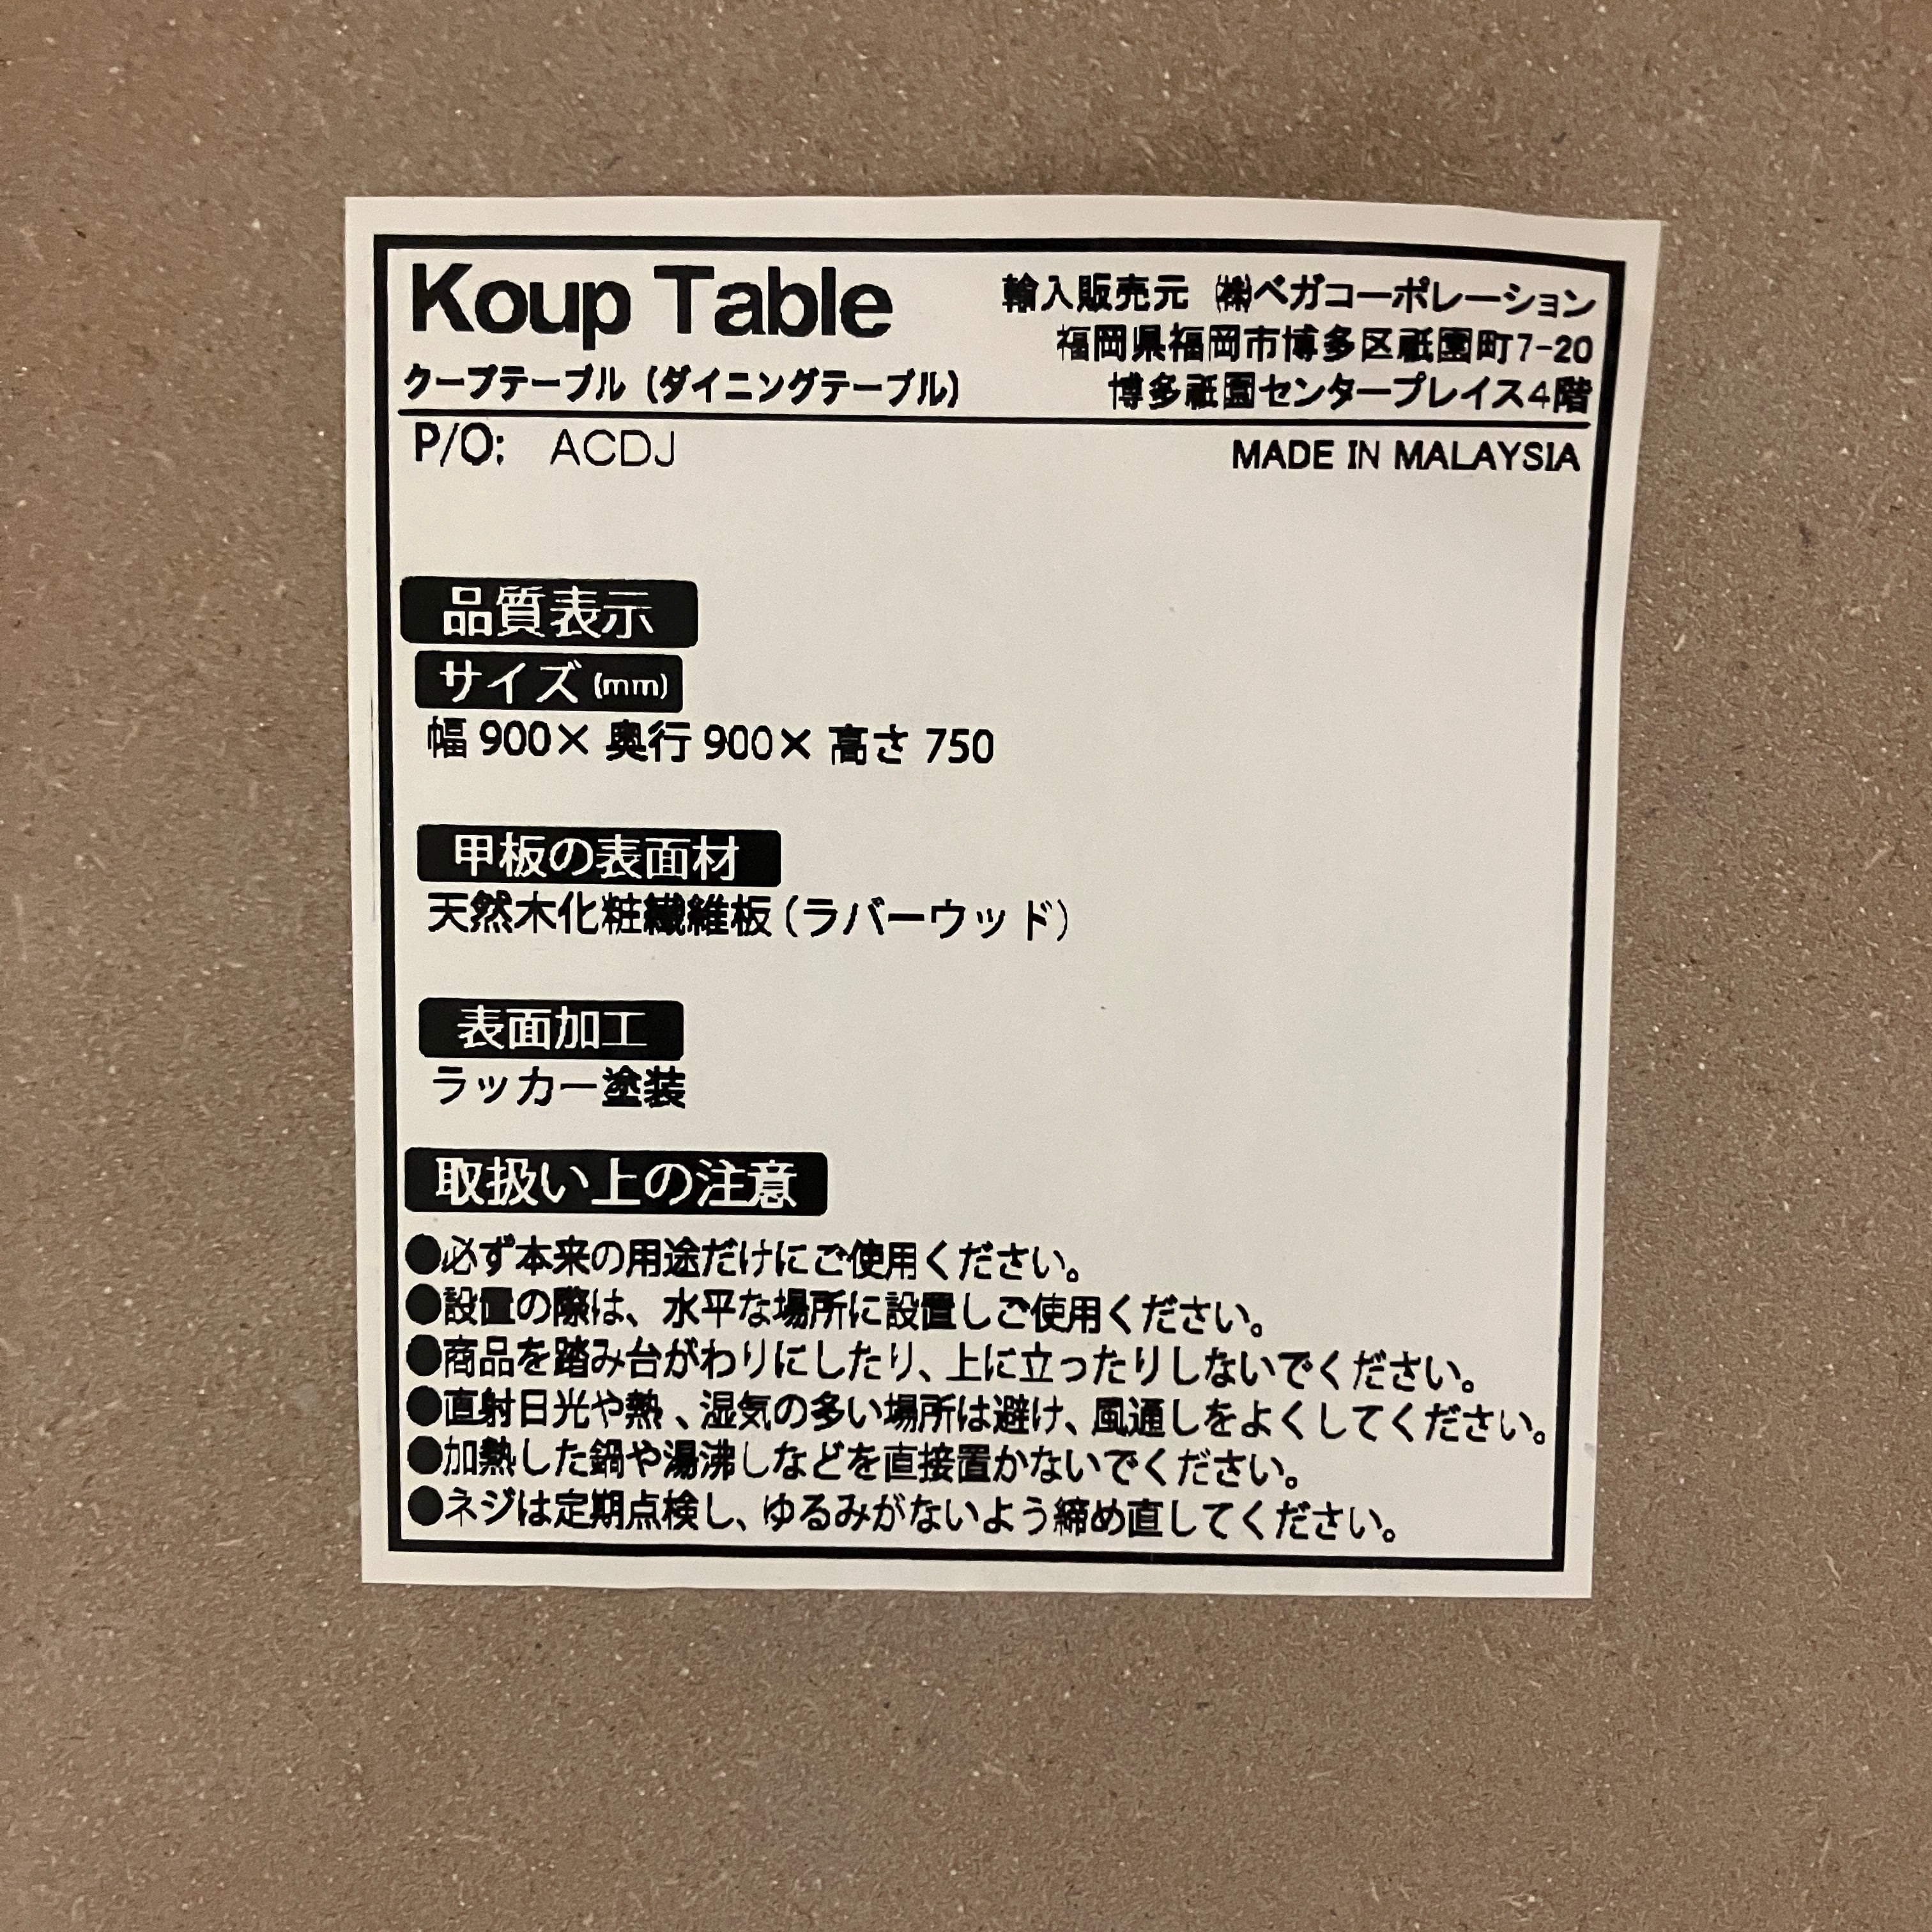 Koup Table
クープテーブル（ダイニングテーブル）
輸入販売元 ㈱ベガコーポレーション
福岡県福岡市博多区祇園町7-20
博多祇園センタープレイス4階
P/O: ACDJ
MADE IN MALAYSIA
品質表示
サイズ(mm)
幅 900× 奥行 900× 高さ 750
甲板の表面材
天然木化粧繊維板（ラバーウッド）
表面加工
ラッカー塗装
取扱い上の注意
●必ず本来の用途だけにご使用ください。
●設置の際は、水平な場所に設置しご使用ください。
●商品を踏み台がわりにしたり、上に立ったりしないでください。
●直射日光や熱、湿気の多い場所は避け、風通しをよくしてください。
●加熱した鍋や湯沸しなどを直接置かないでください。
●ネジは定期点検し、ゆるみがないよう締め直してください。